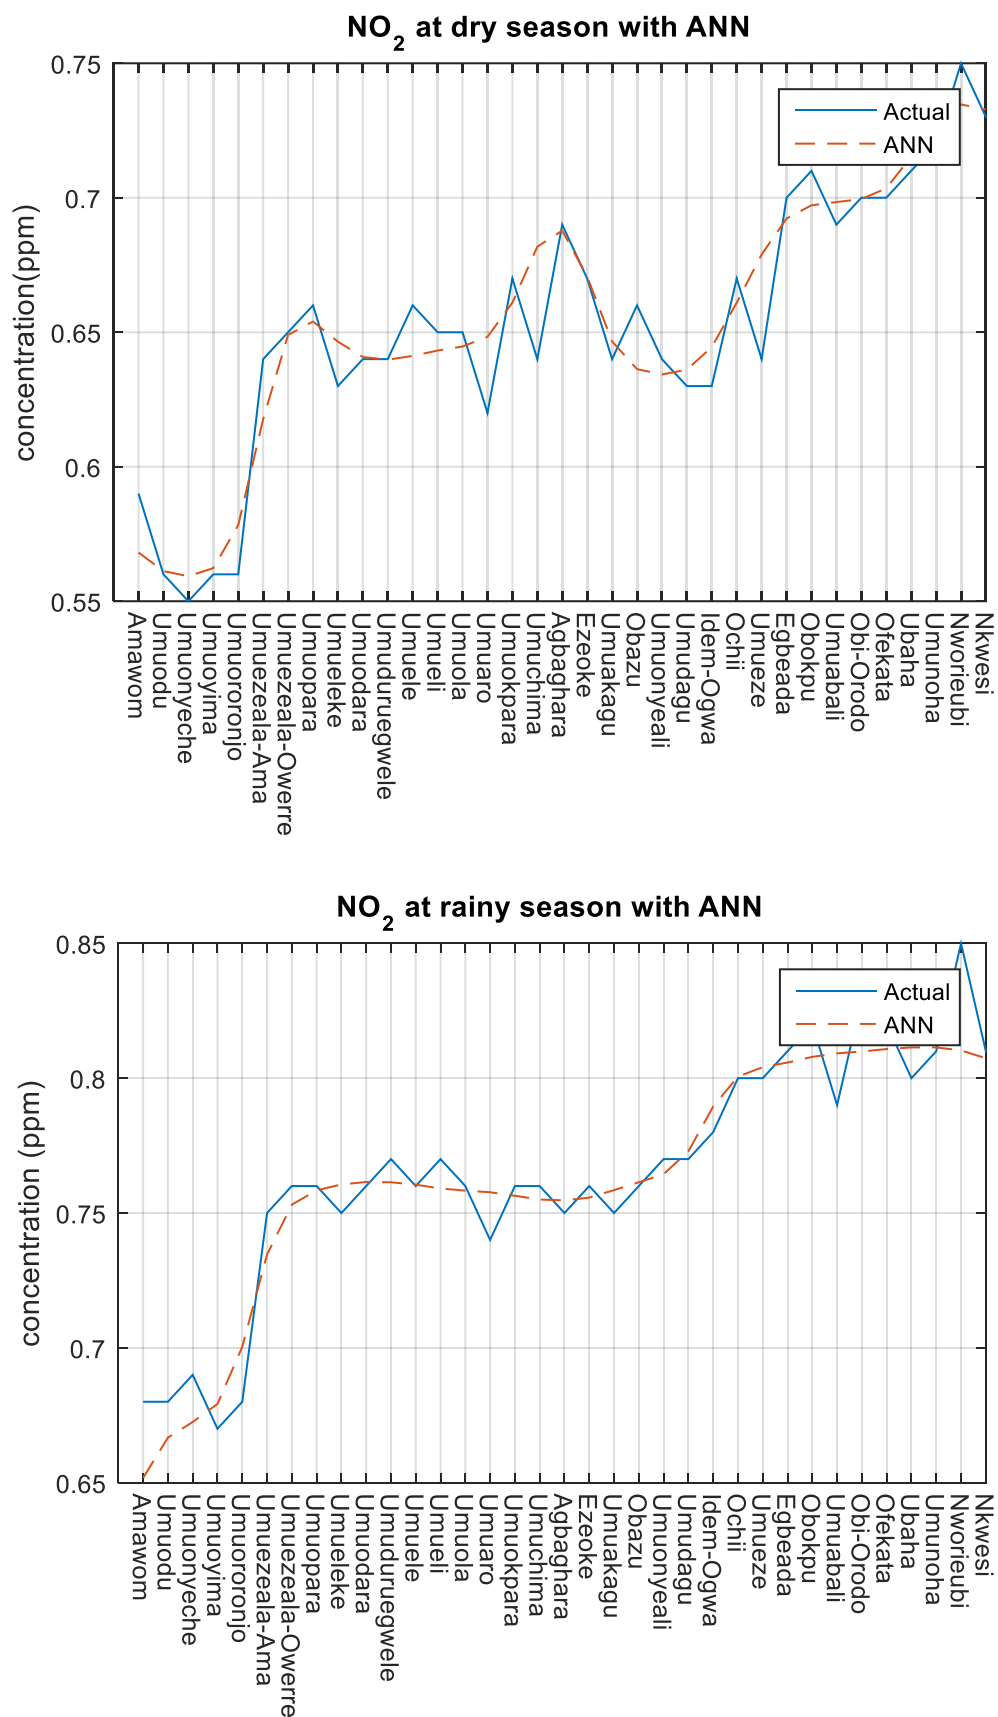 NO2 at dry season with ANN
0.75
0.7
0.65
0.6
0.55
concentration(ppm)
Actual
ANN
Amawom
Umuodu
Umuonyeche
Umuoyima
Umuororonjo
Umuezeala-Ama
Umuezeala-Owerre
Umuopara
Umueleke
Umuodara
Umuduruegwele
Umuele
Umueli
Umuola
Umuaro
Umuokpara
Umuchima
Agbaghara
Ezeoke
Umuakagu
Obazu
Umuonyeali
Umudagu
Idem-Ogwa
Ochii
Umueze
Egbeada
Obokpu
Umuabali
Obi-Orodo
Ofekata
Ubaha
Umunoha
Nworieubi
Nkwesi
NO2 at rainy season with ANN
0.85
0.8
0.75
0.7
0.65
concentration (ppm)
Actual
ANN
Amawom
Umuodu
Umuonyeche
Umuoyima
Umuororonjo
Umuezeala-Ama
Umuezeala-Owerre
Umuopara
Umueleke
Umuodara
Umuduruegwele
Umuele
Umueli
Umuola
Umuaro
Umuokpara
Umuchima
Agbaghara
Ezeoke
Umuakagu
Obazu
Umuonyeali
Umudagu
Idem-Ogwa
Ochii
Umueze
Egbeada
Obokpu
Umuabali
Obi-Orodo
Ofekata
Ubaha
Umunoha
Nworieubi
Nkwesi